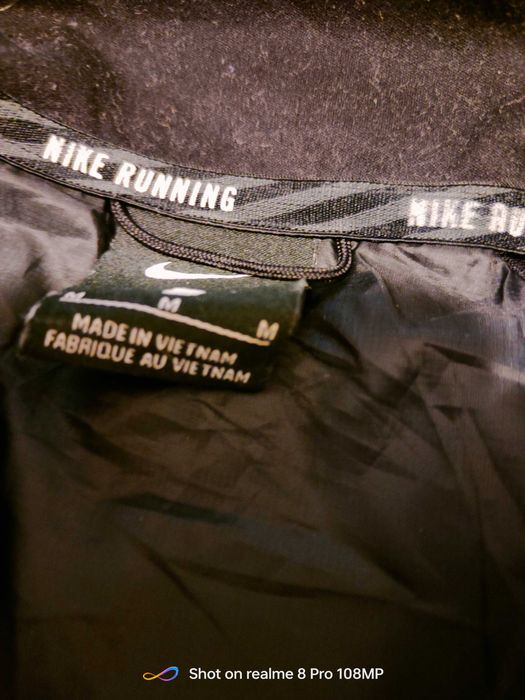 NIKE RUNNING
NIKE RU
M M M
MADE IN VIETNAM
FABRIQUE AU VIETNAM
Shot on realme 8 Pro 108MP